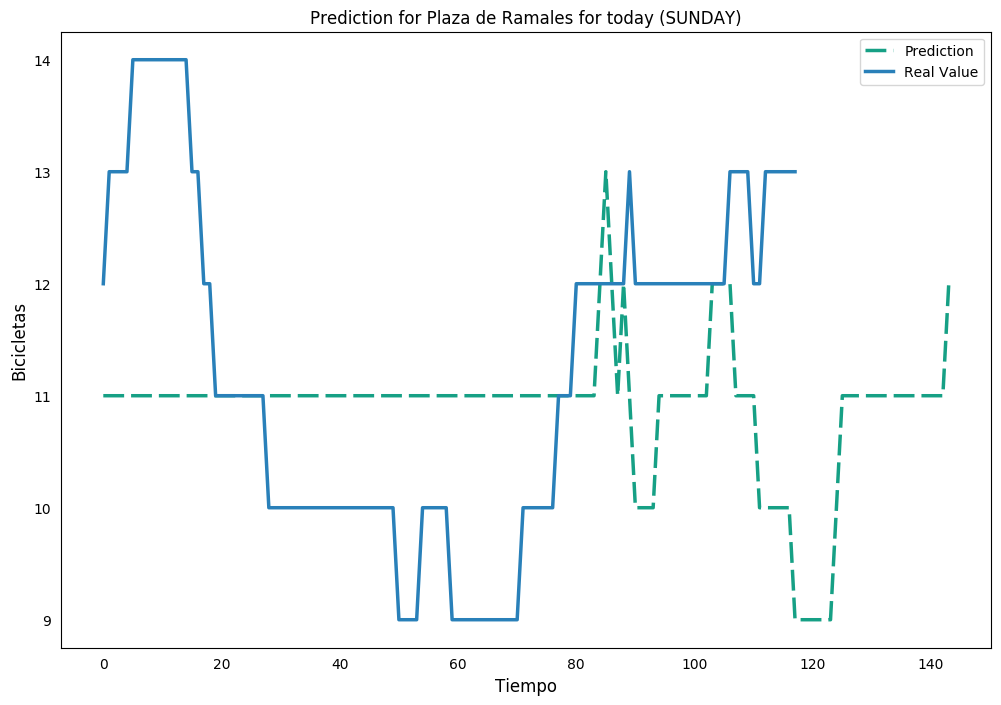 Prediction for Plaza de Ramales for today (SUNDAY)
Prediction
Real Value
Bicicletas
14
13
12
11
10
9
0 20 40 60 80 100 120 140
Tiempo